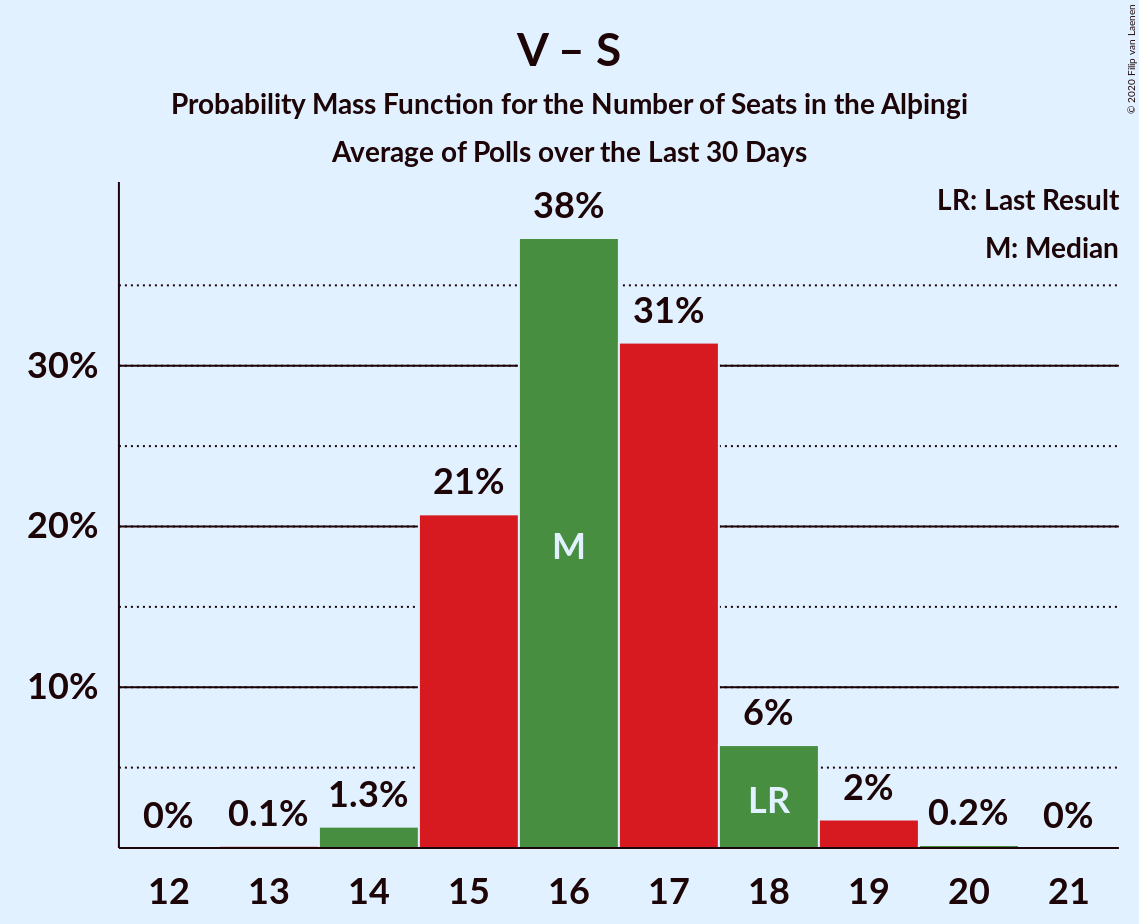 V – S
Probability Mass Function for the Number of Seats in the Alþingi
Average of Polls over the Last 30 Days
© 2020 Filip van Laenen
LR: Last Result
M: Median
38%
31%
30%
21%
20%
M
10%
6%
LR
2%
1.3%
0.1%
0%
0.2%
0%
12 13 14 15 16 17 18 19 20 21